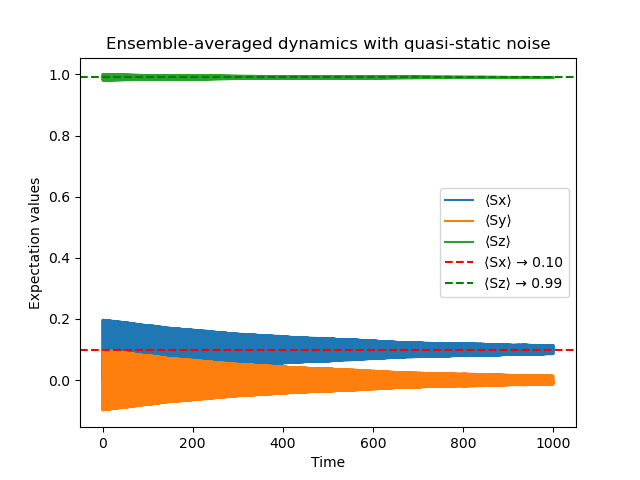 Ensemble-averaged dynamics with quasi-static noise
1.0
0.8
0.6
0.4
0.2
0.0
Expectation values
⟨Sx⟩
⟨Sy⟩
⟨Sz⟩
⟨Sx⟩ → 0.10
⟨Sz⟩ → 0.99
0 200 400 600 800 1000
Time